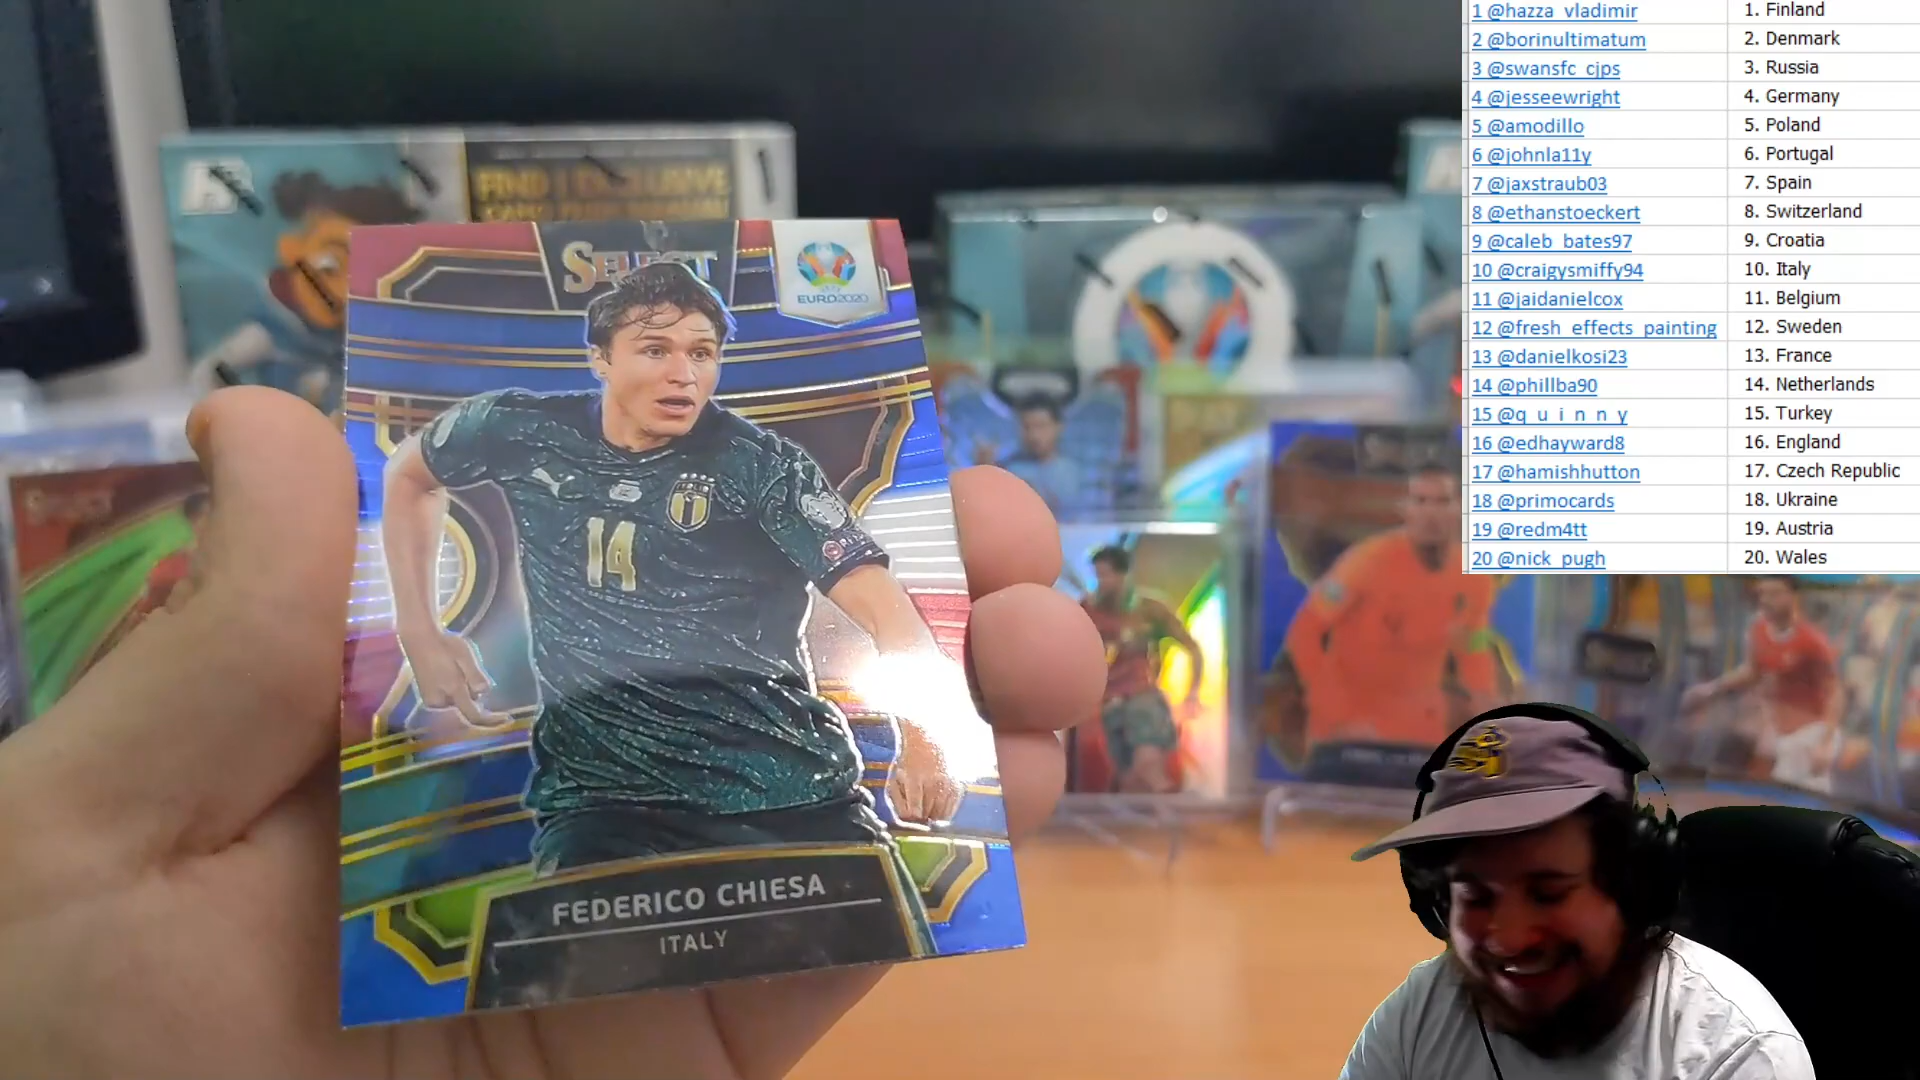 1 @hazza_vladimir 1. Finland
2 @borinultimatum 2. Denmark
3 @swansfc_cjps 3. Russia
4 @jesseewright 4. Germany
5 @amodillo 5. Poland
6 @johnla11y 6. Portugal
7 @jaxstraub03 7. Spain
8 @ethanstoeckert 8. Switzerland
9 @caleb_bates97 9. Croatia
10 @craigysmiffy94 10. Italy
11 @jaidanielcox 11. Belgium
12 @fresh_effects_painting 12. Sweden
13 @danielkosi23 13. France
14 @phillba90 14. Netherlands
15 @q_u_i_n_n_y 15. Turkey
16 @edhayward8 16. England
17 @hamishhutton 17. Czech Republic
18 @primocards 18. Ukraine
19 @redm4tt 19. Austria
20 @nick_pugh 20. Wales
SELECT
UEFA
EURO2020
ITALIA
14
FEDERICO CHIESA
ITALY